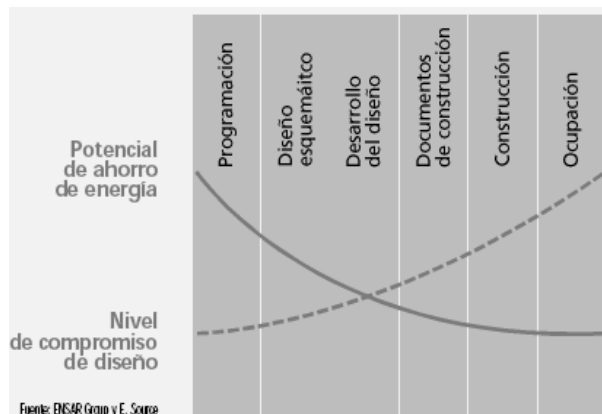 Programación
Diseño
esquemáitco
Desarrollo
del diseño
Documentos
de construcción
Construcción
Ocupación
Potencial
de ahorro
de energía
Nivel
de compromiso
de diseño
Fuente: ENSAR Group y E. Source